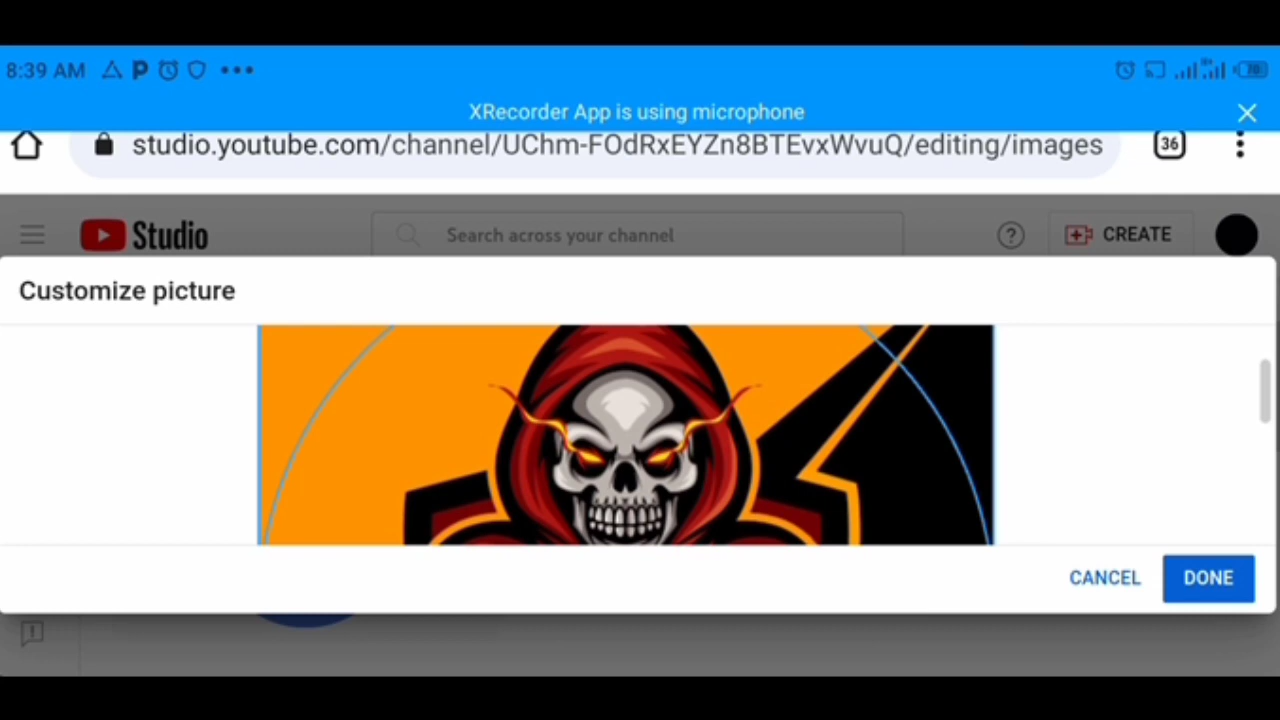 8:39 AM
XRecorder App is using microphone
studio.youtube.com/channel/UChm-FOdRxEYZn8BTEvxWvuQ/editing/images
36
Studio
Search across your channel
CREATE
Customize picture
CANCEL
DONE